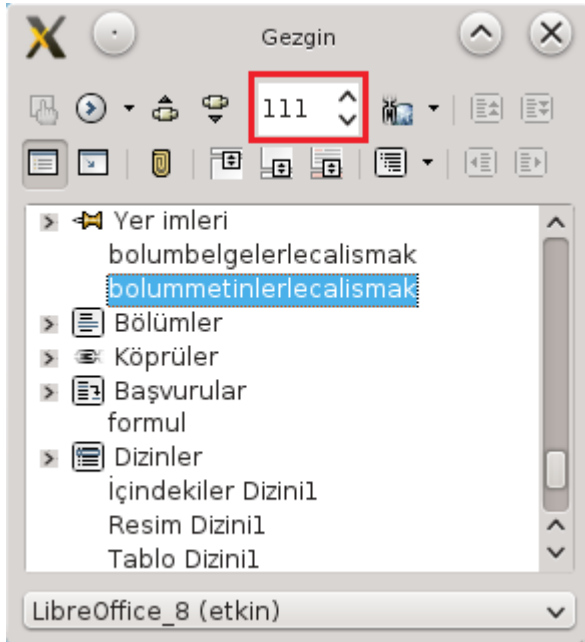 Gezgin
111
Yer imleri
bolumbelgelerlecalismak
bolummetinlerlecalismak
Bölümler
Köprüler
Başvurular
formul
Dizinler
İçindekiler Dizini1
Resim Dizini1
Tablo Dizini1
LibreOffice_8 (etkin)